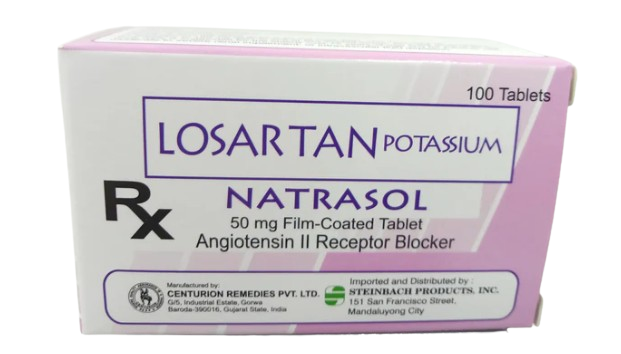 100 Tablets
LOSARTAN POTASSIUM
Rx
NATRASOL
50 mg Film-Coated Tablet
Angiotensin II Receptor Blocker
Manufactured by:
CENTURION REMEDIES PVT. LTD.
G/5, Industrial Estate, Gorwa
Baroda-390016, Gujarat State, India
Imported and Distributed by :
STEINBACH PRODUCTS, INC.
151 San Francisco Street,
Mandaluyong City